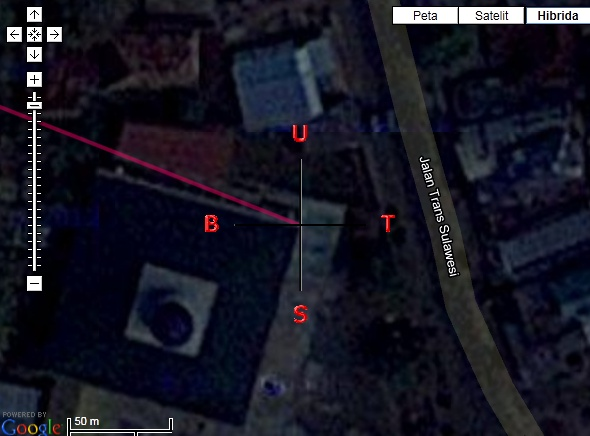 Peta
Satelit
Hibrida
U
B
T
S
Jalan Trans Sulawesi
POWERED BY
Google
50 m